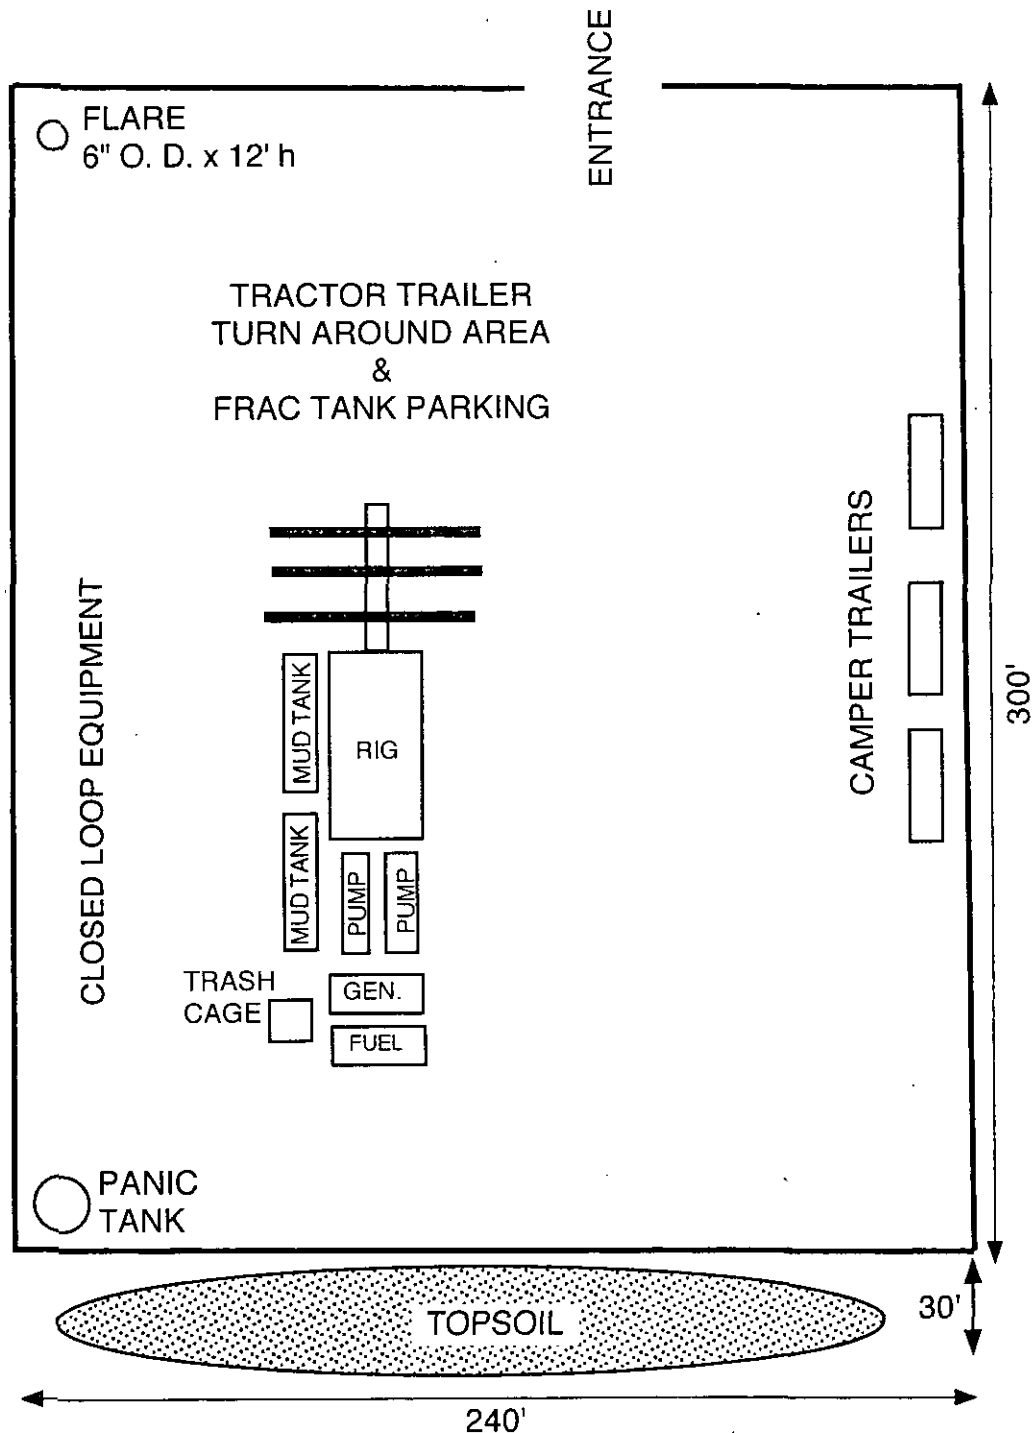 ENTRANCE
FLARE
6" O. D. x 12' h
TRACTOR TRAILER
TURN AROUND AREA
&
FRAC TANK PARKING
CAMPER TRAILERS
300'
CLOSED LOOP EQUIPMENT
MUD TANK
RIG
MUD TANK
PUMP
PUMP
TRASH
CAGE
GEN.
FUEL
PANIC
TANK
TOPSOIL
30'
240'